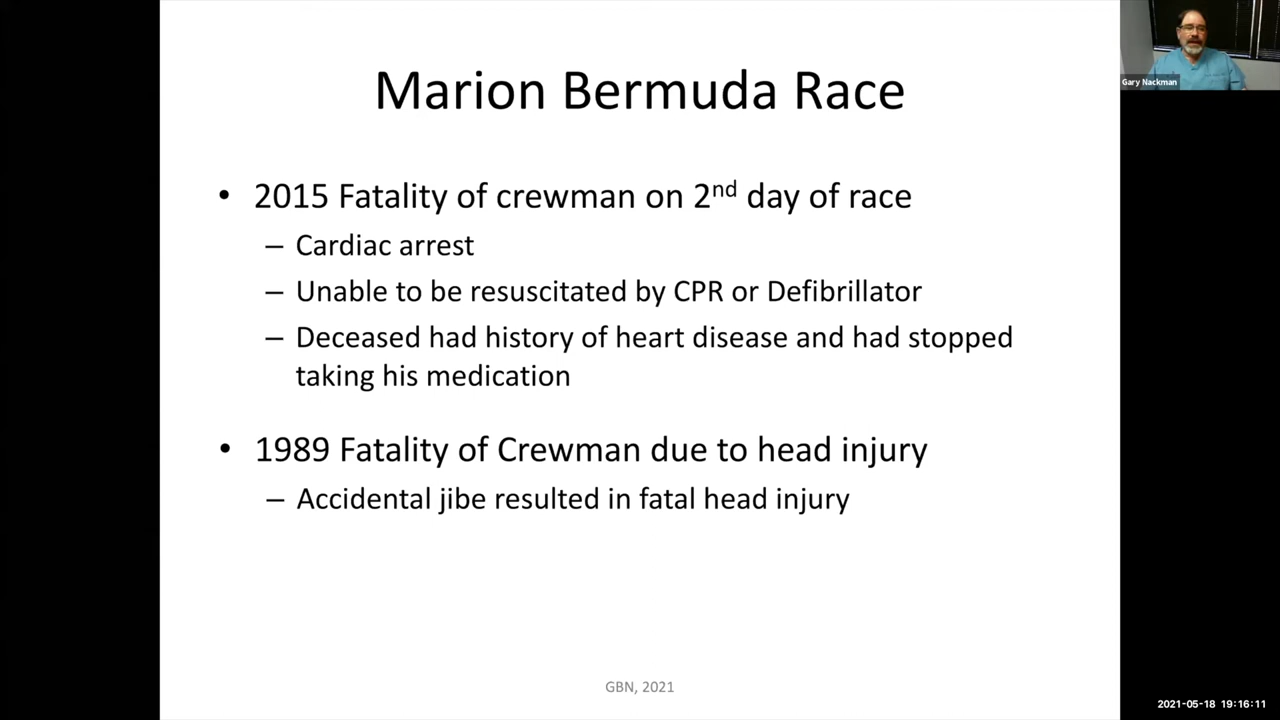 Marion Bermuda Race
• 2015 Fatality of crewman on 2nd day of race
– Cardiac arrest
– Unable to be resuscitated by CPR or Defibrillator
– Deceased had history of heart disease and had stopped
taking his medication
• 1989 Fatality of Crewman due to head injury
– Accidental jibe resulted in fatal head injury
GBN, 2021
Gary Nackman
2021-05-18 19:16:11